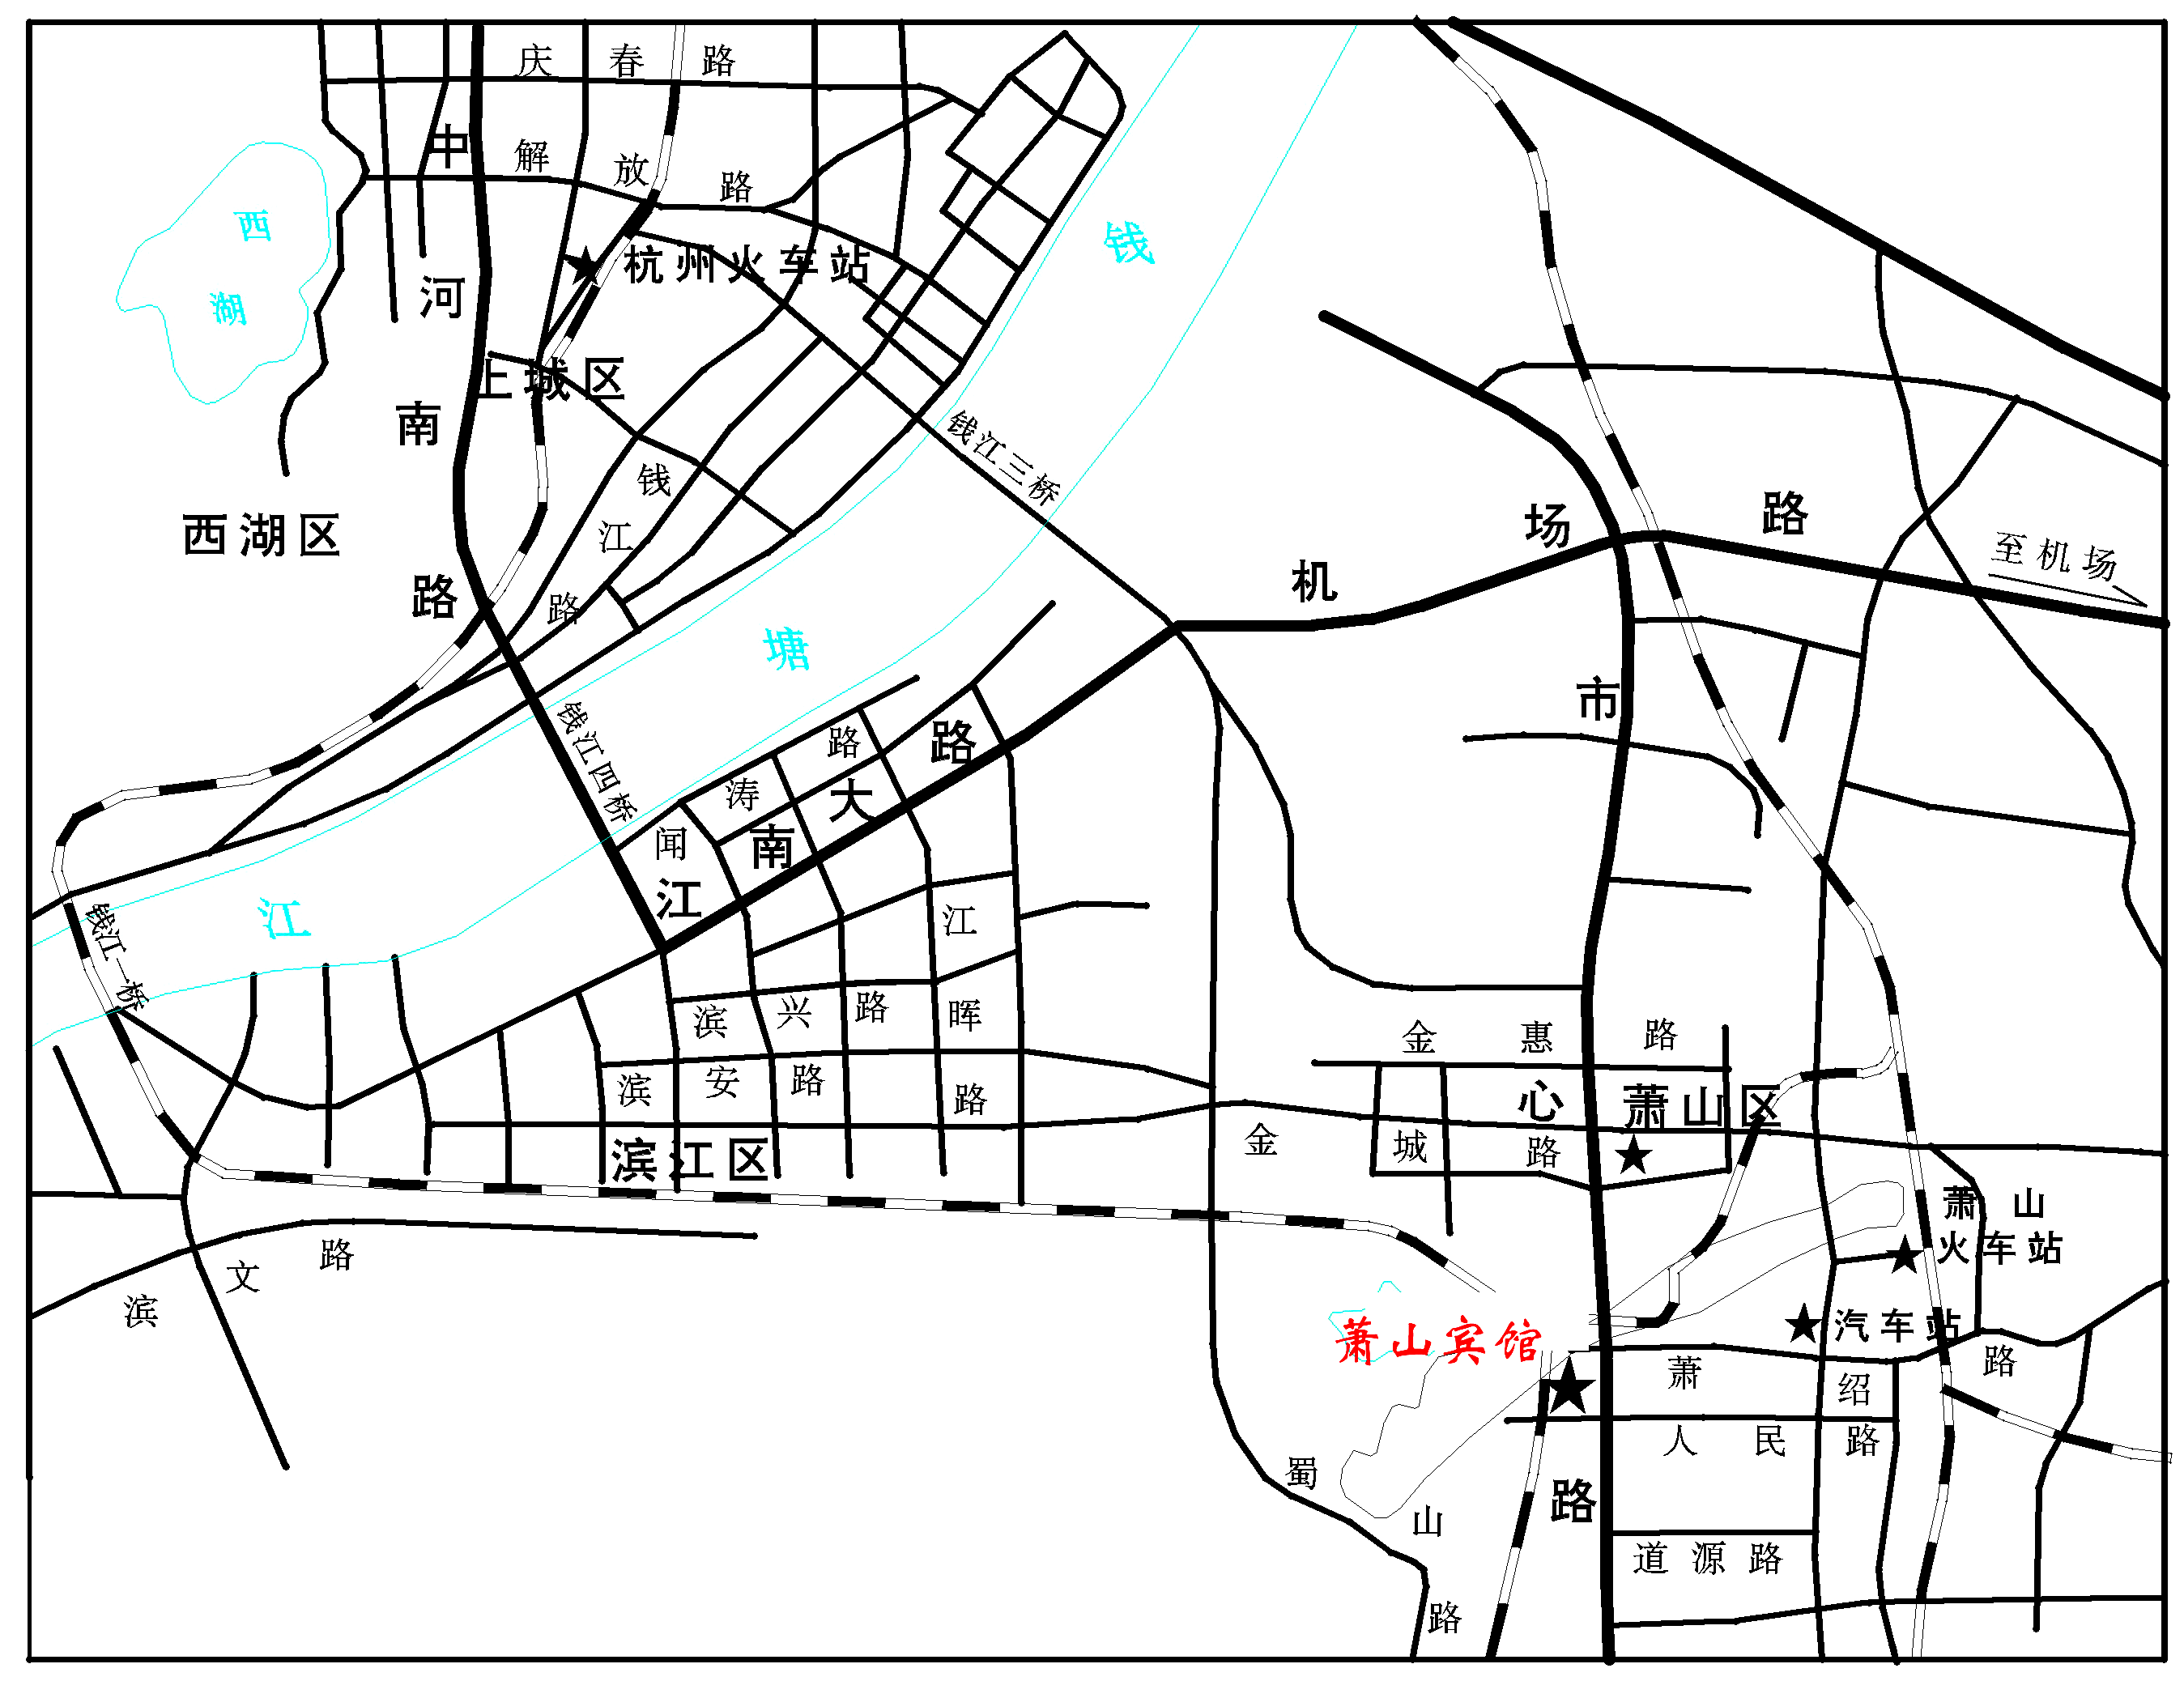 庆春路
中河南路
解放路
西湖
钱塘江
杭州火车站
上城区
钱江三桥
西湖区
钱江路
机场路
至机场
市心路
钱江四桥
闻涛路
江南大路
钱江一桥
江晖路
滨兴路
滨安路
滨江区
金惠路
萧山区
金城路
萧山
火车站
滨文路
汽车站
萧山宾馆
萧绍路
人民路
蜀山路
道源路